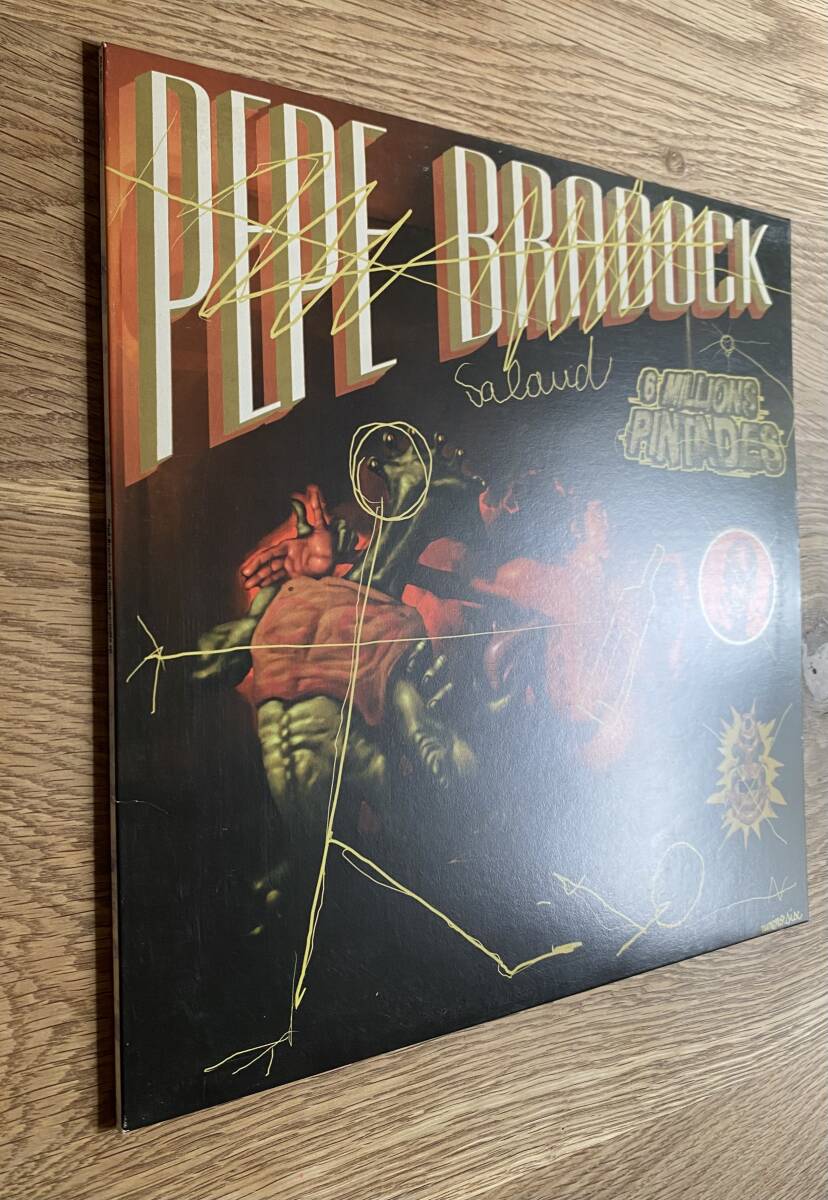 PEPE BRADOCK
Salaud
6 MILLIONS
PINTADES